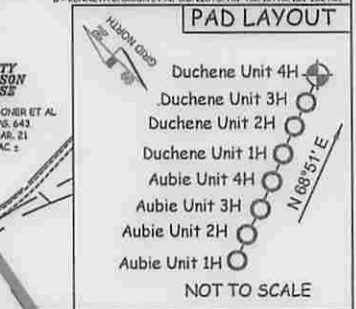 PAD LAYOUT
GRID NORTH
TY
SON
SE
ONER ET AL
PG. 643
AR. 21
AC ±
Duchene Unit 4H
Duchene Unit 3H
Duchene Unit 2H
Duchene Unit 1H
Aubie Unit 4H
Aubie Unit 3H
Aubie Unit 2H
Aubie Unit 1H
N 68°51' E
NOT TO SCALE